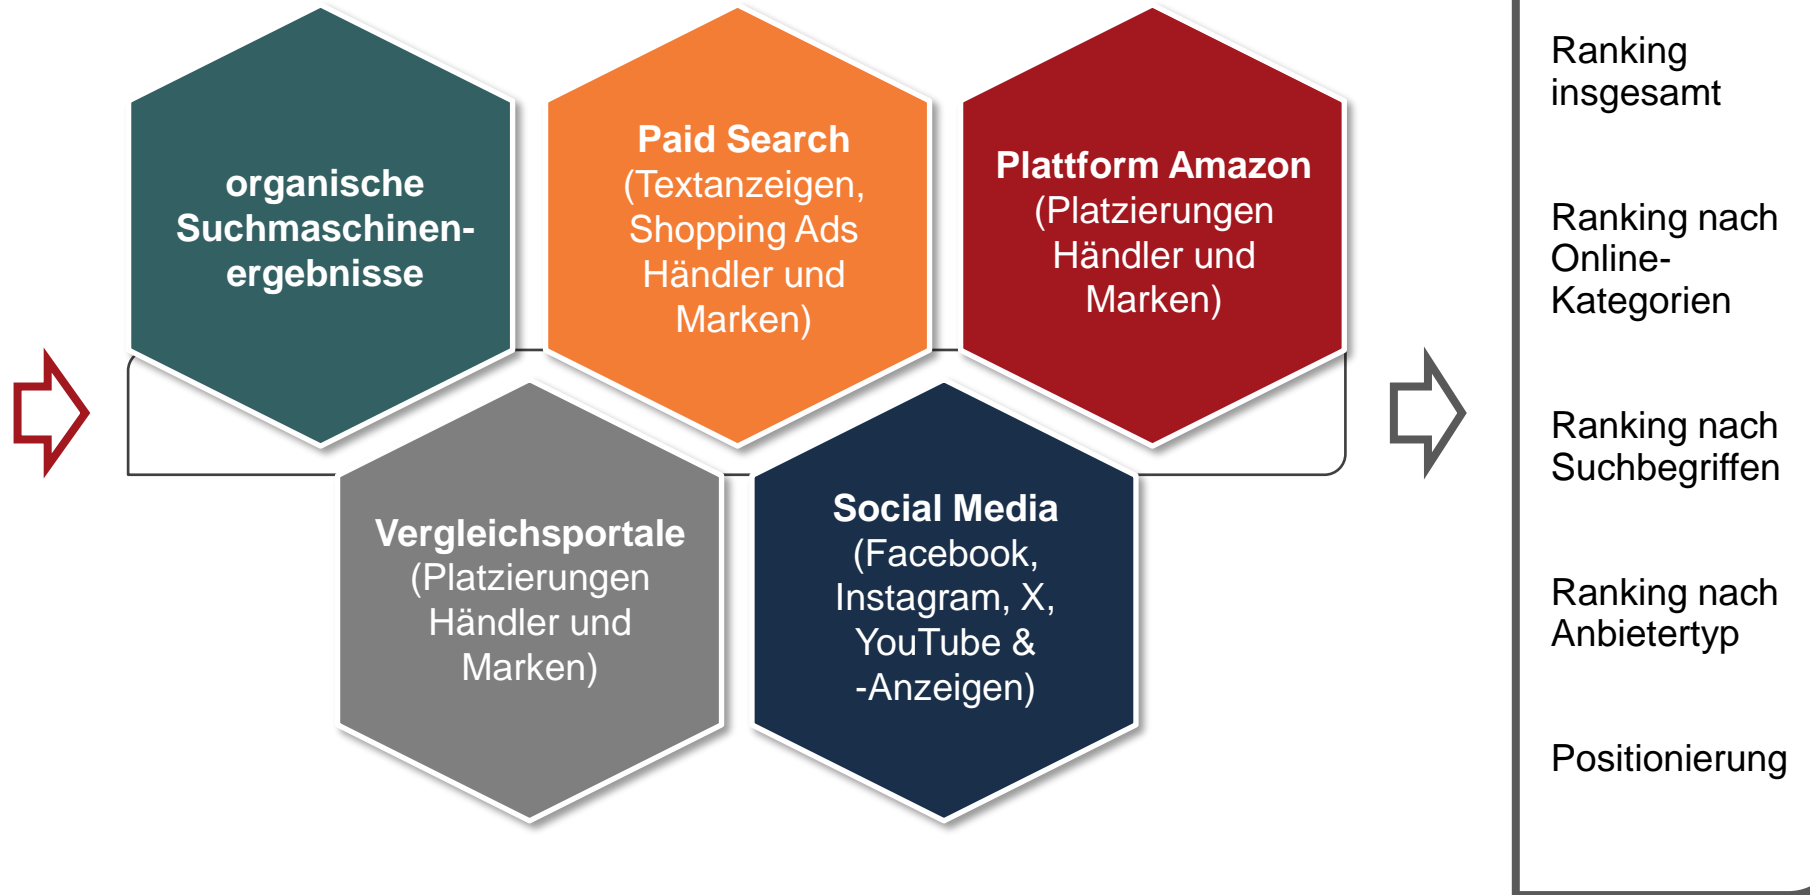 organische
Suchmaschinen-
ergebnisse
Paid Search
(Textanzeigen,
Shopping Ads
Händler und
Marken)
Plattform Amazon
(Platzierungen
Händler und
Marken)
Vergleichsportale
(Platzierungen
Händler und
Marken)
Social Media
(Facebook,
Instagram, X,
YouTube &
-Anzeigen)
Ranking
insgesamt
Ranking nach
Online-
Kategorien
Ranking nach
Suchbegriffen
Ranking nach
Anbietertyp
Positionierung